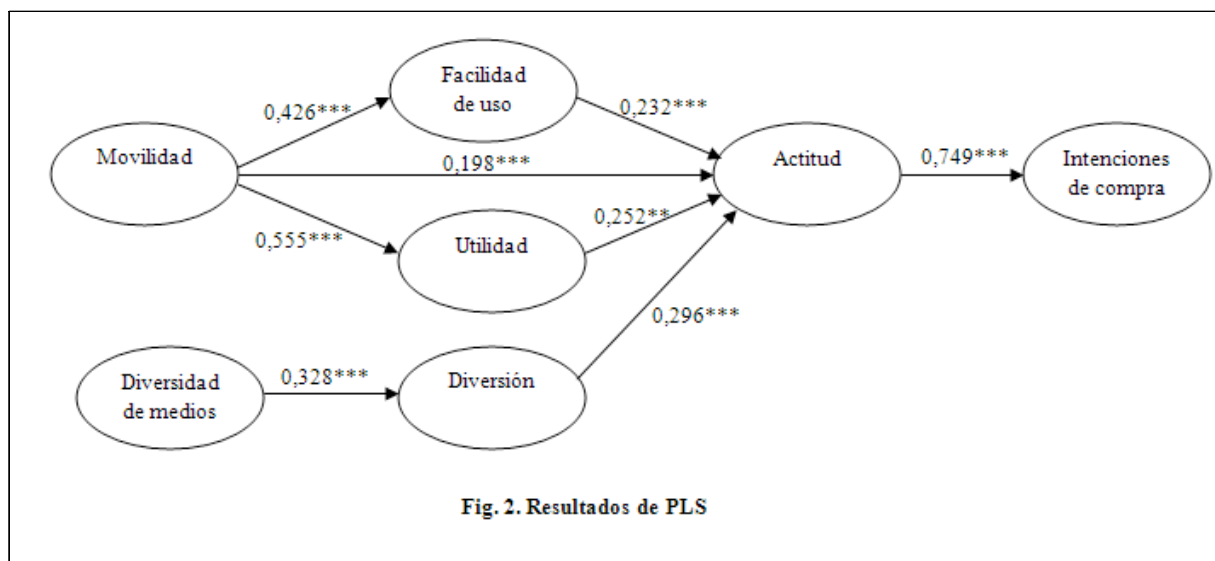 Facilidad
de uso
0,426***
0,232***
Movilidad
0,198***
Actitud
0,749***
Intenciones
de compra
0,555***
Utilidad
0,252**
0,296***
Diversidad
de medios
0,328***
Diversión
Fig. 2. Resultados de PLS